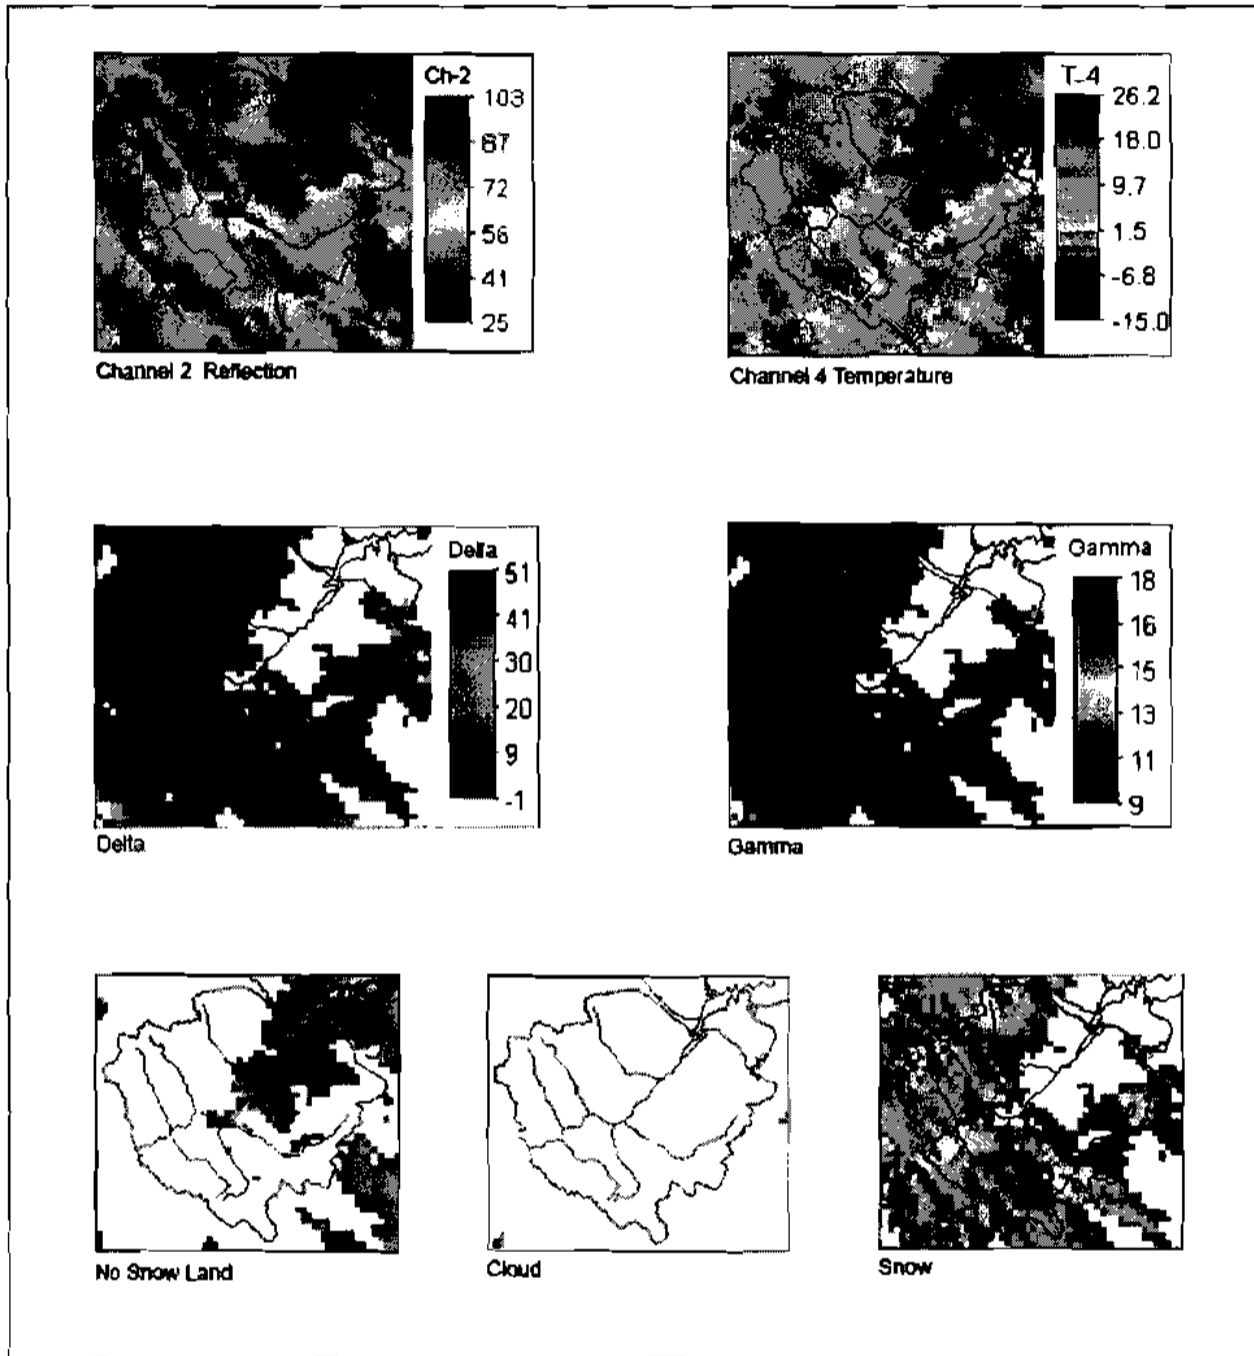 Ch-2
103
87
72
56
41
25
Channel 2 Reflection
T-4
26.2
18.0
9.7
1.5
-6.8
-15.0
Channel 4 Temperature
Delta
51
41
30
20
9
-1
Delta
Gamma
18
16
15
13
11
9
Gamma
No Snow Land
Cloud
Snow